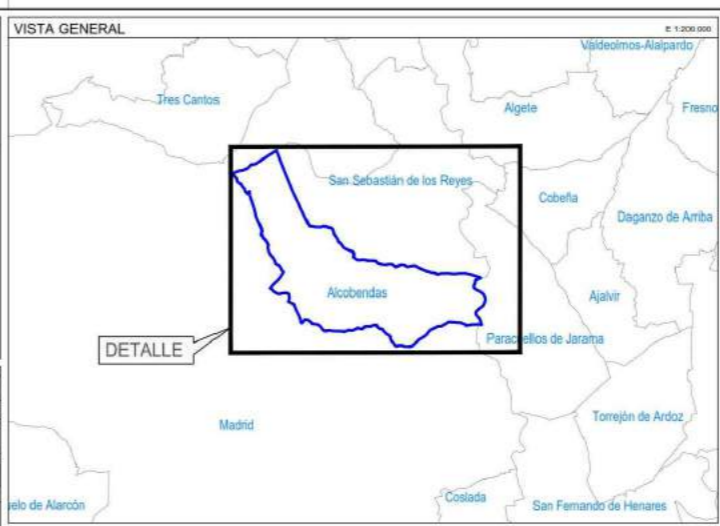 VISTA GENERAL
E 1:200.000
Valdeolmos-Alalpardo
Tres Cantos
Algete
Fresno
San Sebastián de los Reyes
Cobeña
Daganzo de Arriba
Alcobendas
Ajalvir
DETALLE
Paracuellos de Jarama
Torrejón de Ardoz
Madrid
Coslada
uelo de Alarcón
San Fernando de Henares